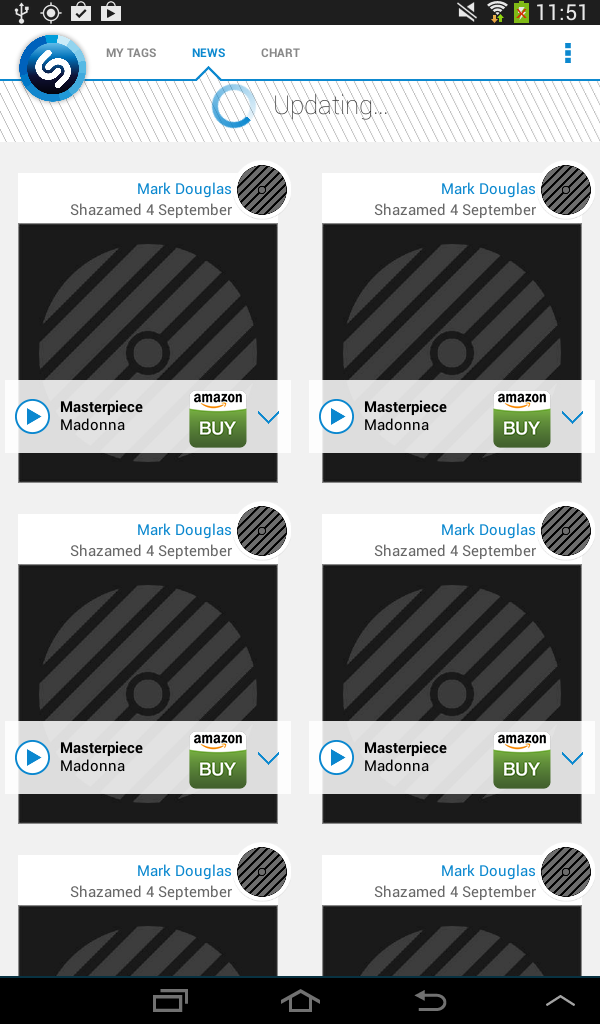 11:51
MY TAGS NEWS CHART
Updating...
Mark Douglas
Shazamed 4 September
amazon
Masterpiece
Madonna
BUY
Mark Douglas
Shazamed 4 September
amazon
Masterpiece
Madonna
BUY
Mark Douglas
Shazamed 4 September
amazon
Masterpiece
Madonna
BUY
Mark Douglas
Shazamed 4 September
amazon
Masterpiece
Madonna
BUY
Mark Douglas
Shazamed 4 September
Mark Douglas
Shazamed 4 September